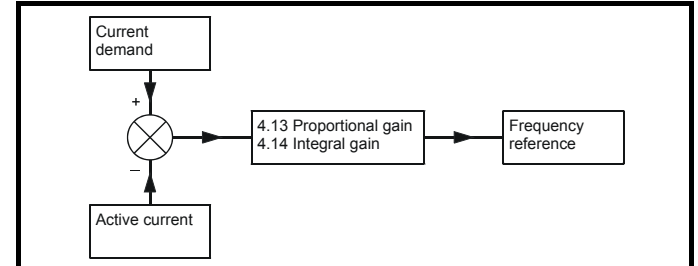 Current
demand
+
4.13 Proportional gain
4.14 Integral gain
Frequency
reference
–
Active current